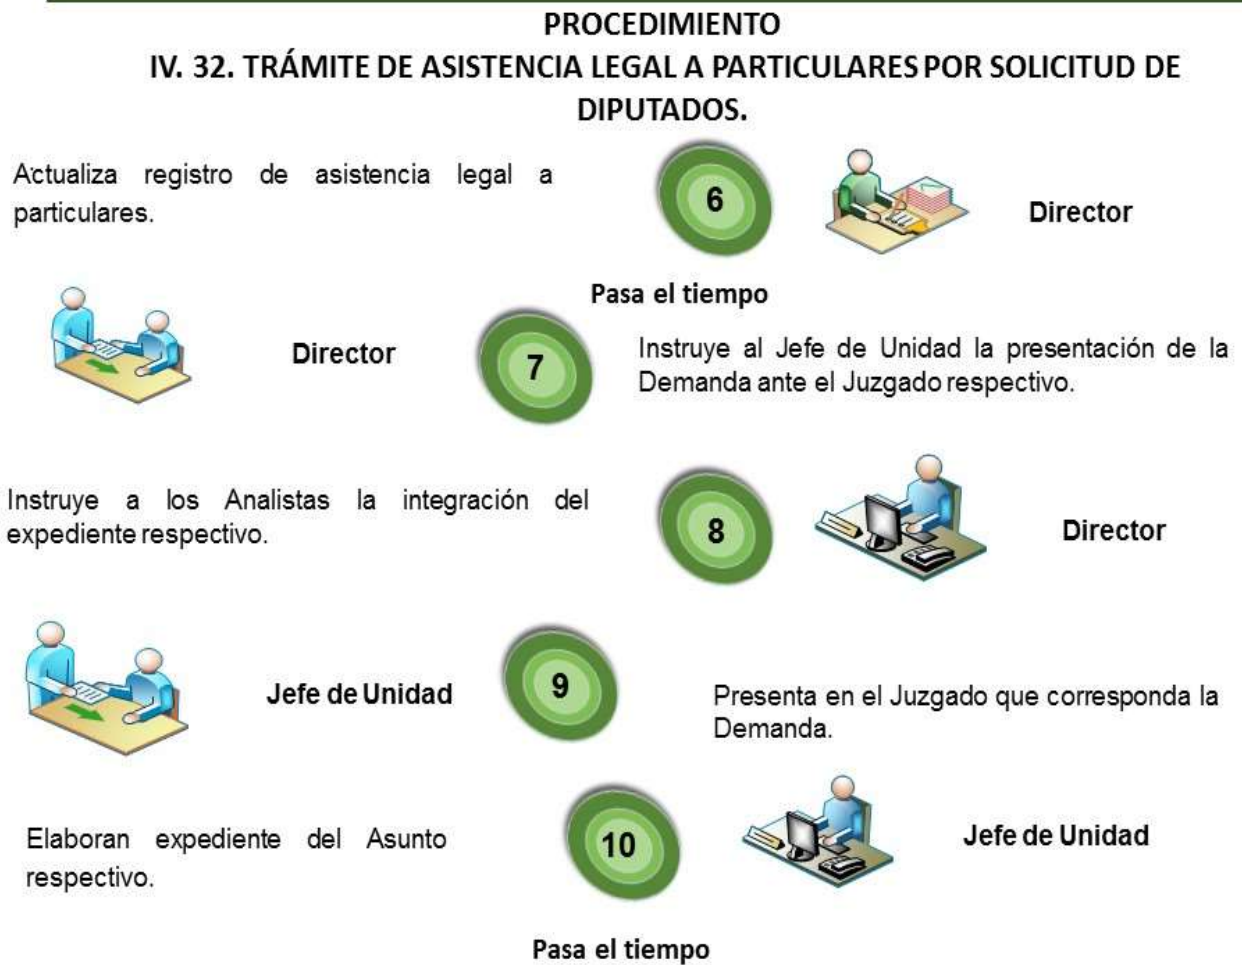 PROCEDIMIENTO
IV. 32. TRÁMITE DE ASISTENCIA LEGAL A PARTICULARES POR SOLICITUD DE
DIPUTADOS.
Actualiza registro de asistencia legal a
particulares.
6
Director
Pasa el tiempo
Director
7
Instruye al Jefe de Unidad la presentación de la
Demanda ante el Juzgado respectivo.
Instruye a los Analistas la integración del
expediente respectivo.
8
Director
Jefe de Unidad
9
Presenta en el Juzgado que corresponda la
Demanda.
Elaboran expediente del Asunto
respectivo.
10
Jefe de Unidad
Pasa el tiempo